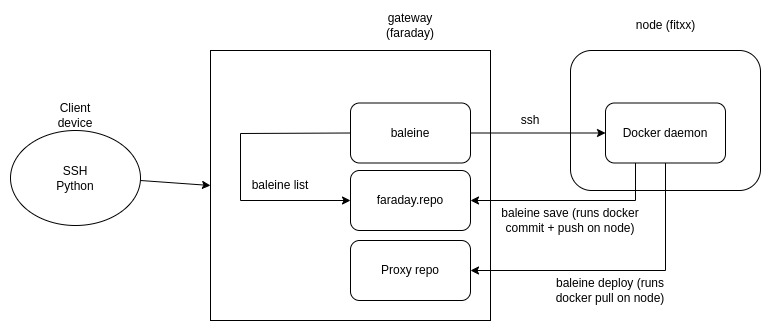 gateway
(faraday)
node (fitxx)
Client
device
SSH
Python
baleine
ssh
Docker daemon
baleine list
faraday.repo
baleine save (runs docker
commit + push on node)
Proxy repo
baleine deploy (runs
docker pull on node)